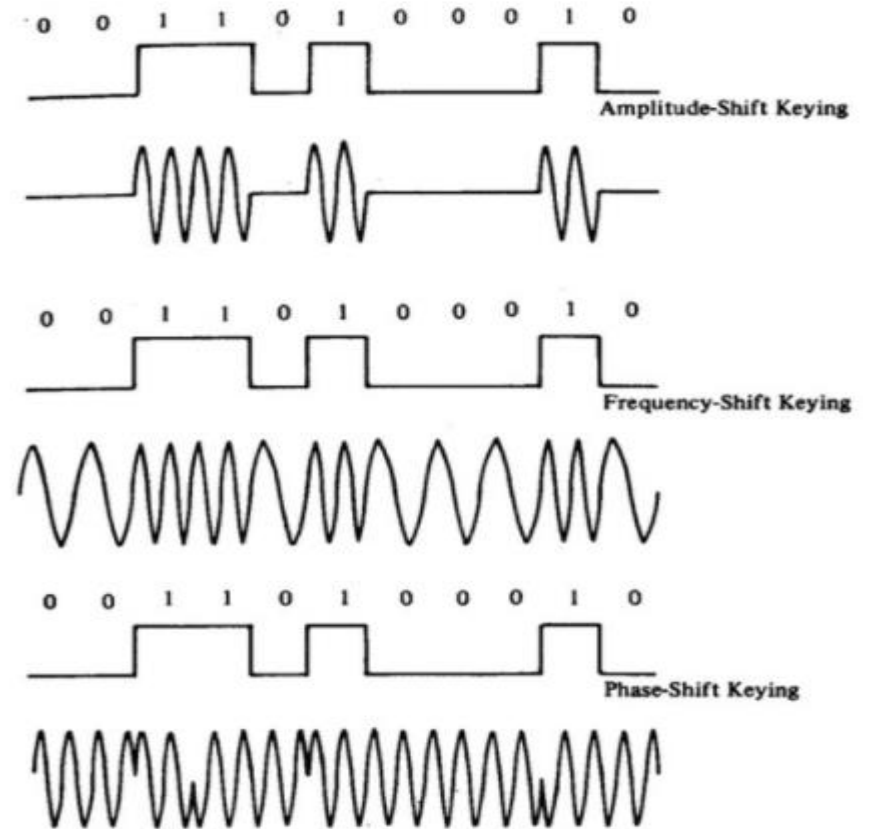 0 0 1 1 0 1 0 0 0 1 0
Amplitude-Shift Keying
0 0 1 1 0 1 0 0 0 1 0
Frequency-Shift Keying
0 0 1 1 0 1 0 0 0 1 0
Phase-Shift Keying